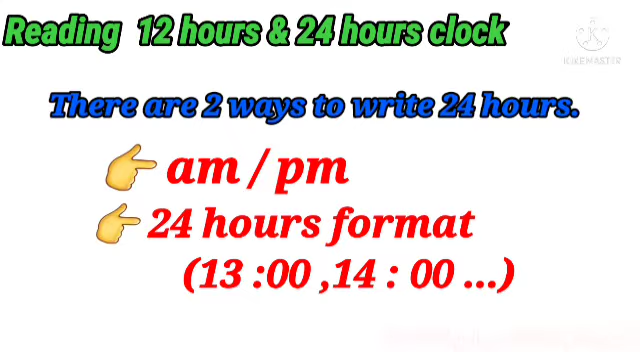 Reading 12 hours & 24 hours clock
KINEMASTER
There are 2 ways to write 24 hours.
am / pm
24 hours format
(13 :00 ,14 : 00 ...)